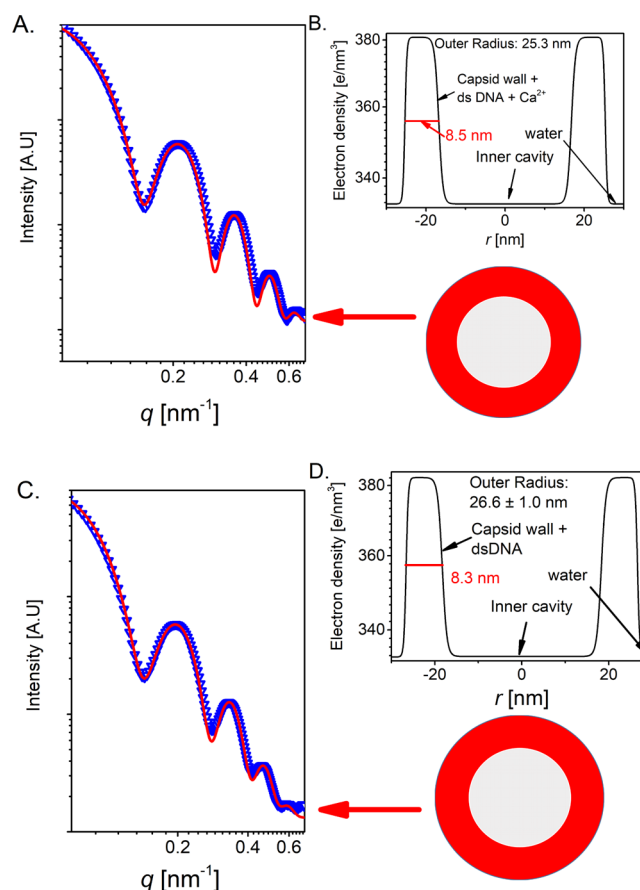 A.
Intensity [A.U]
0.2
0.4
0.6
q [nm⁻¹]
B.
Electron density [e/nm³]
380
360
340
Outer Radius: 25.3 nm
Capsid wall +
ds DNA + Ca²⁺
8.5 nm
water
Inner cavity
-20
0
20
r [nm]
C.
Intensity [A.U]
0.2
0.4
0.6
q [nm⁻¹]
D.
Electron density [e/nm³]
380
360
340
Outer Radius:
26.6 ± 1.0 nm
Capsid wall +
dsDNA
8.3 nm
water
Inner cavity
-20
0
20
r [nm]